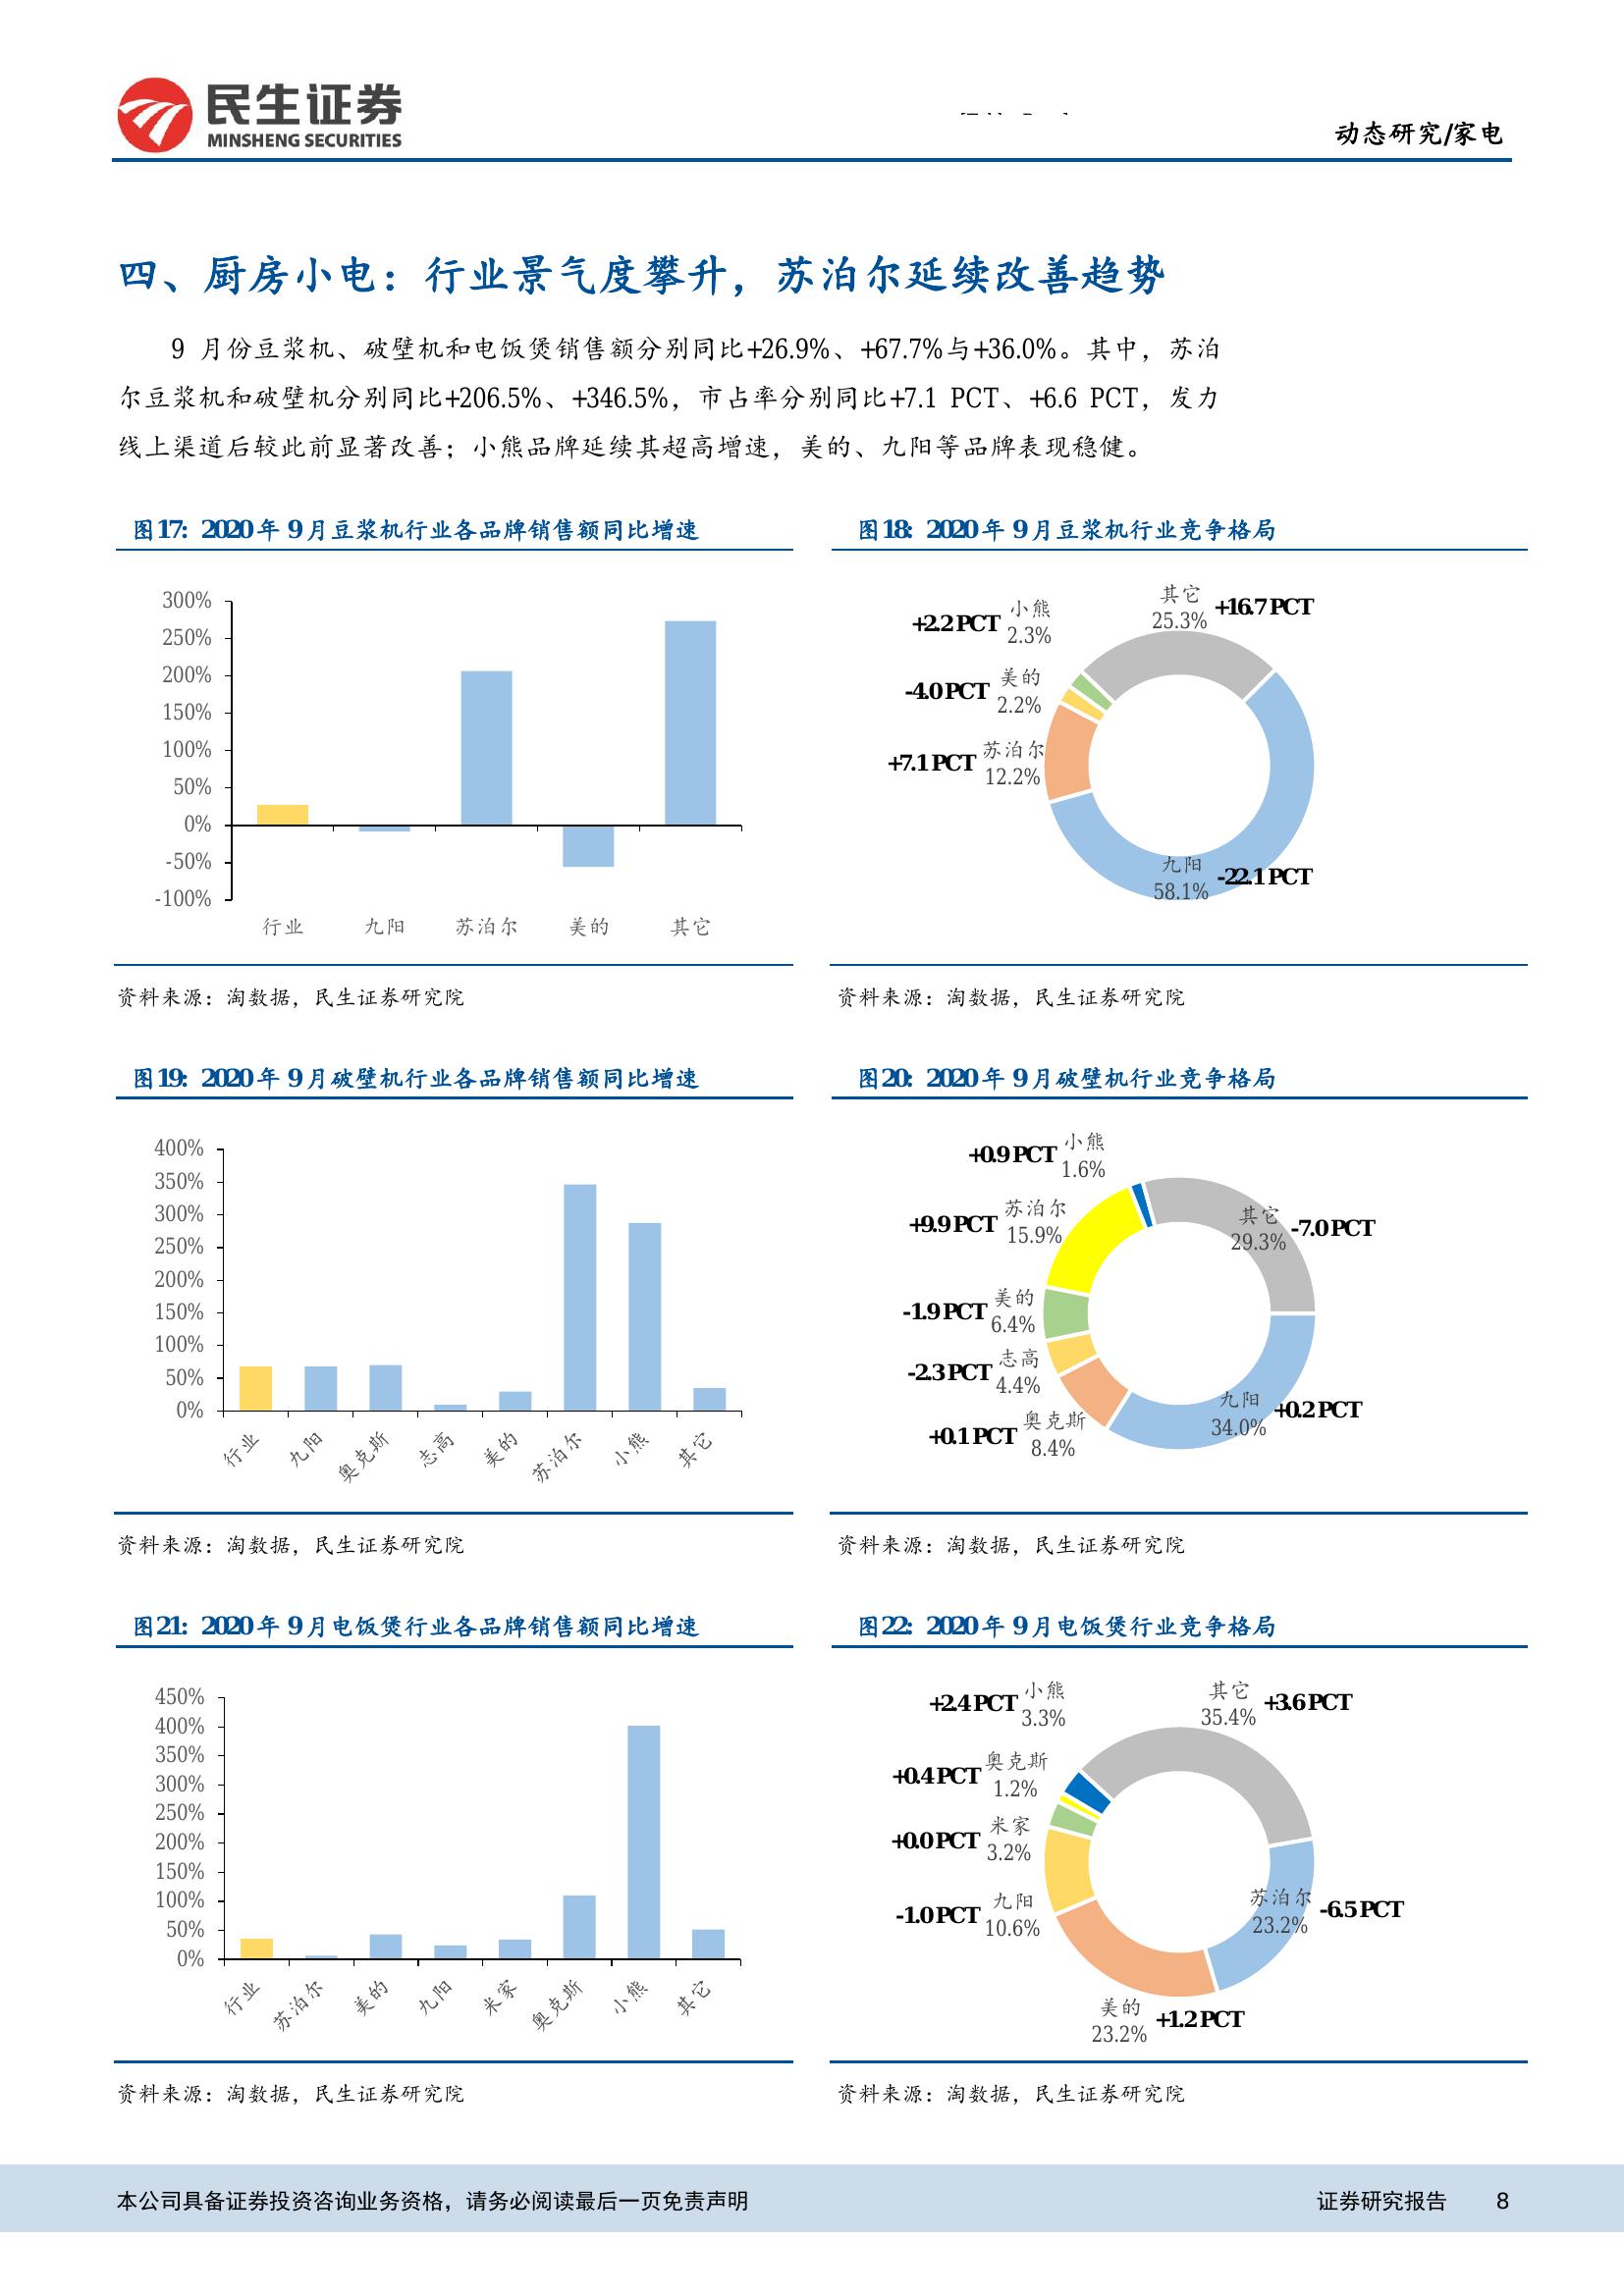 民生证券
MINSHENG SECURITIES
动态研究/家电
四、厨房小电：行业景气度攀升，苏泊尔延续改善趋势
9 月份豆浆机、破壁机和电饭煲销售额分别同比+26.9%、+67.7%与+36.0%。其中，苏泊
尔豆浆机和破壁机分别同比+206.5%、+346.5%，市占率分别同比+7.1 PCT、+6.6 PCT，发力
线上渠道后较此前显著改善；小熊品牌延续其超高增速，美的、九阳等品牌表现稳健。
图17：2020 年 9 月豆浆机行业各品牌销售额同比增速
300%
250%
200%
150%
100%
50%
0%
-50%
-100%
行业 九阳 苏泊尔 美的 其它
资料来源：淘数据，民生证券研究院
图18：2020 年 9 月豆浆机行业竞争格局
其它
25.3%
+16.7 PCT
小熊
2.3%
+2.2 PCT
美的
2.2%
-4.0 PCT
苏泊尔
12.2%
+7.1 PCT
九阳
58.1%
-22.1 PCT
资料来源：淘数据，民生证券研究院
图19：2020 年 9 月破壁机行业各品牌销售额同比增速
400%
350%
300%
250%
200%
150%
100%
50%
0%
行业 九阳 奥克斯 志高 美的 苏泊尔 小熊 其它
资料来源：淘数据，民生证券研究院
图20：2020 年 9 月破壁机行业竞争格局
小熊
1.6%
+0.9 PCT
苏泊尔
15.9%
+9.9 PCT
其它
29.3%
-7.0 PCT
美的
6.4%
-1.9 PCT
志高
4.4%
-2.3 PCT
奥克斯
8.4%
+0.1 PCT
九阳
34.0%
+0.2 PCT
资料来源：淘数据，民生证券研究院
图21：2020 年 9 月电饭煲行业各品牌销售额同比增速
450%
400%
350%
300%
250%
200%
150%
100%
50%
0%
行业 苏泊尔 美的 九阳 米家 奥克斯 小熊 其它
资料来源：淘数据，民生证券研究院
图22：2020 年 9 月电饭煲行业竞争格局
小熊
3.3%
+2.4 PCT
其它
35.4%
+3.6 PCT
奥克斯
1.2%
+0.4 PCT
米家
3.2%
+0.0 PCT
九阳
10.6%
-1.0 PCT
苏泊尔
23.2%
-6.5 PCT
美的
23.2%
+1.2 PCT
资料来源：淘数据，民生证券研究院
本公司具备证券投资咨询业务资格，请务必阅读最后一页免责声明
证券研究报告 8